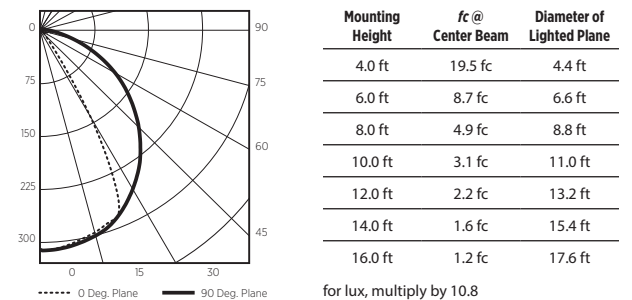 0
75
150
225
300
90
75
60
45
0 15 30
0 Deg. Plane 90 Deg. Plane
Mounting Height fc @ Center Beam Diameter of Lighted Plane
4.0 ft 19.5 fc 4.4 ft
6.0 ft 8.7 fc 6.6 ft
8.0 ft 4.9 fc 8.8 ft
10.0 ft 3.1 fc 11.0 ft
12.0 ft 2.2 fc 13.2 ft
14.0 ft 1.6 fc 15.4 ft
16.0 ft 1.2 fc 17.6 ft
for lux, multiply by 10.8